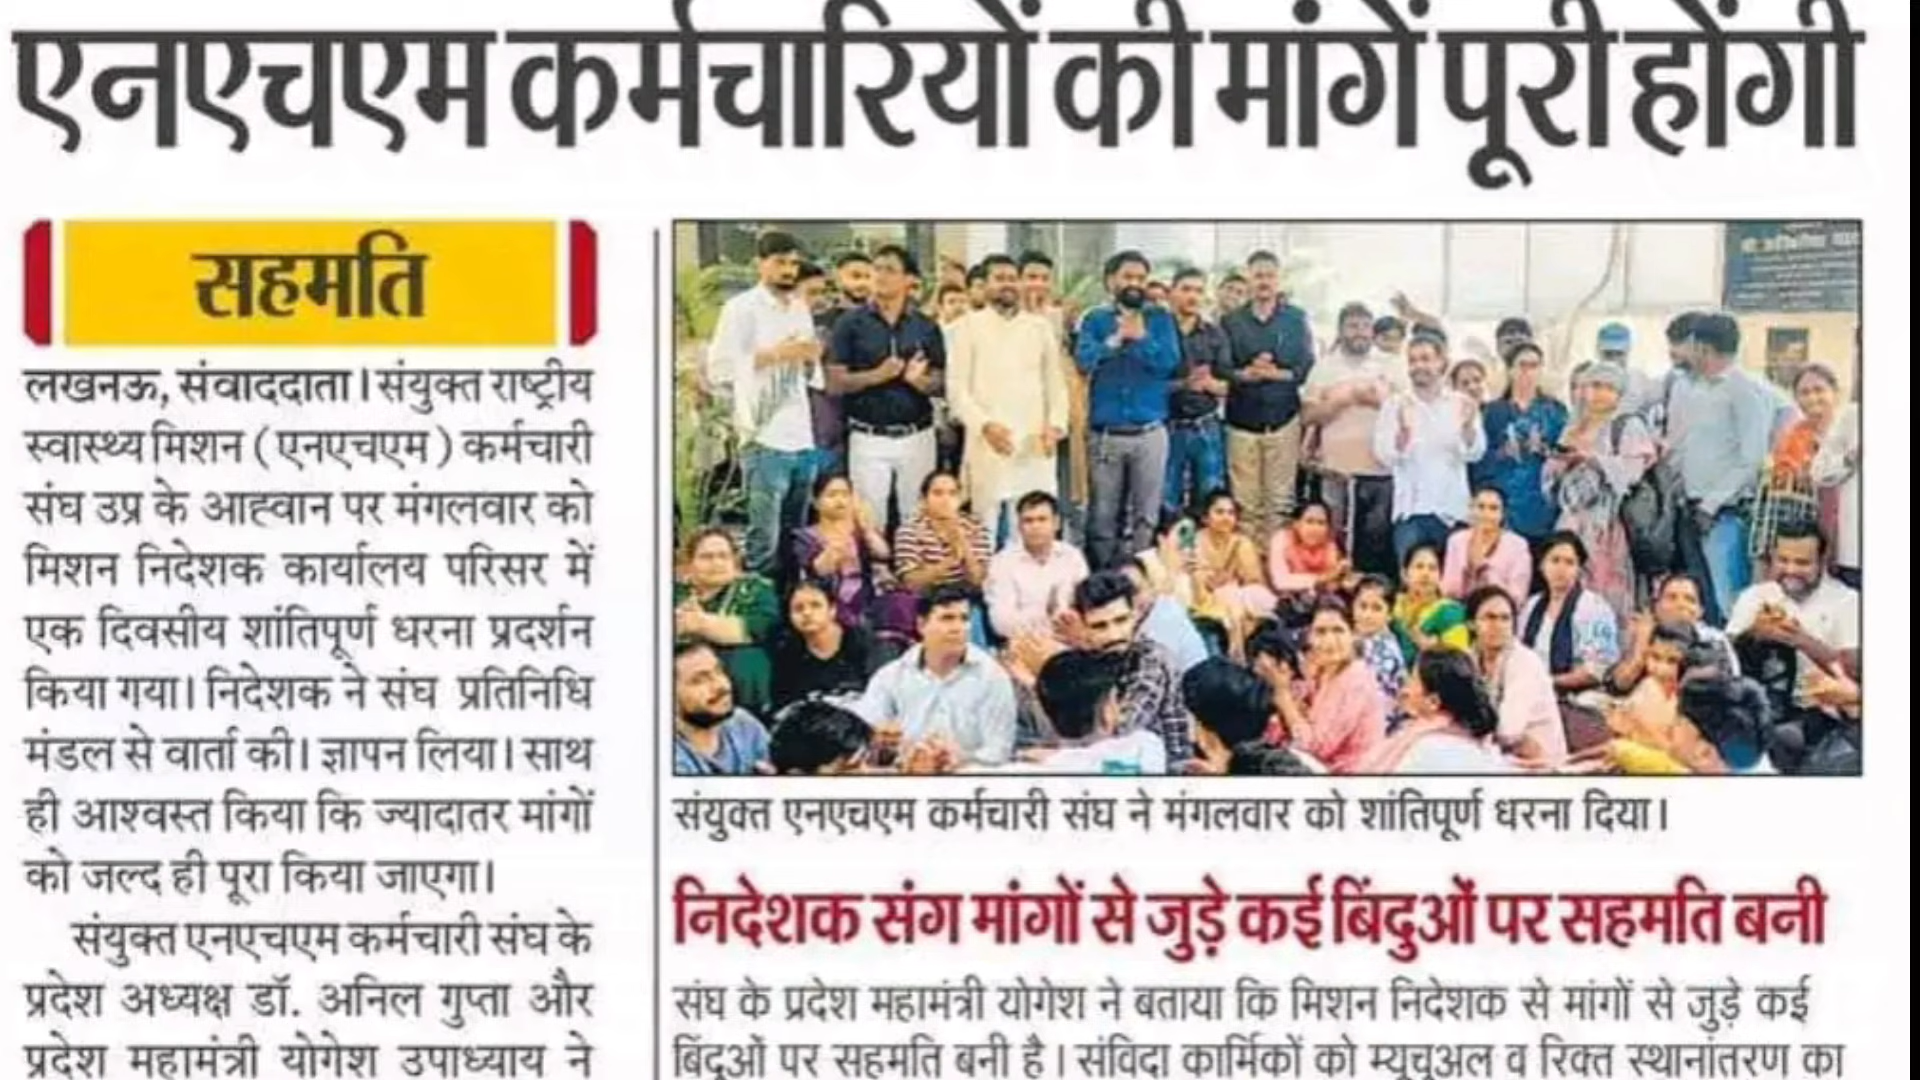 एनएचएम कर्मचारियों की मांगें पूरी होंगी
सहमति
लखनऊ, संवाददाता। संयुक्त राष्ट्रीय
स्वास्थ्य मिशन (एनएचएम) कर्मचारी
संघ उप्र के आह्वान पर मंगलवार को
मिशन निदेशक कार्यालय परिसर में
एक दिवसीय शांतिपूर्ण धरना प्रदर्शन
किया गया। निदेशक ने संघ प्रतिनिधि
मंडल से वार्ता की। ज्ञापन लिया। साथ
ही आश्वस्त किया कि ज्यादातर मांगों
को जल्द ही पूरा किया जाएगा।
संयुक्त एनएचएम कर्मचारी संघ के
प्रदेश अध्यक्ष डॉ. अनिल गुप्ता और
प्रदेश महामंत्री योगेश उपाध्याय ने
संयुक्त एनएचएम कर्मचारी संघ ने मंगलवार को शांतिपूर्ण धरना दिया।
निदेशक संग मांगों से जुड़े कई बिंदुओं पर सहमति बनी
संघ के प्रदेश महामंत्री योगेश ने बताया कि मिशन निदेशक से मांगों से जुड़े कई
बिंदुओं पर सहमति बनी है। संविदा कार्मिकों को म्यूचुअल व रिक्त स्थानांतरण का